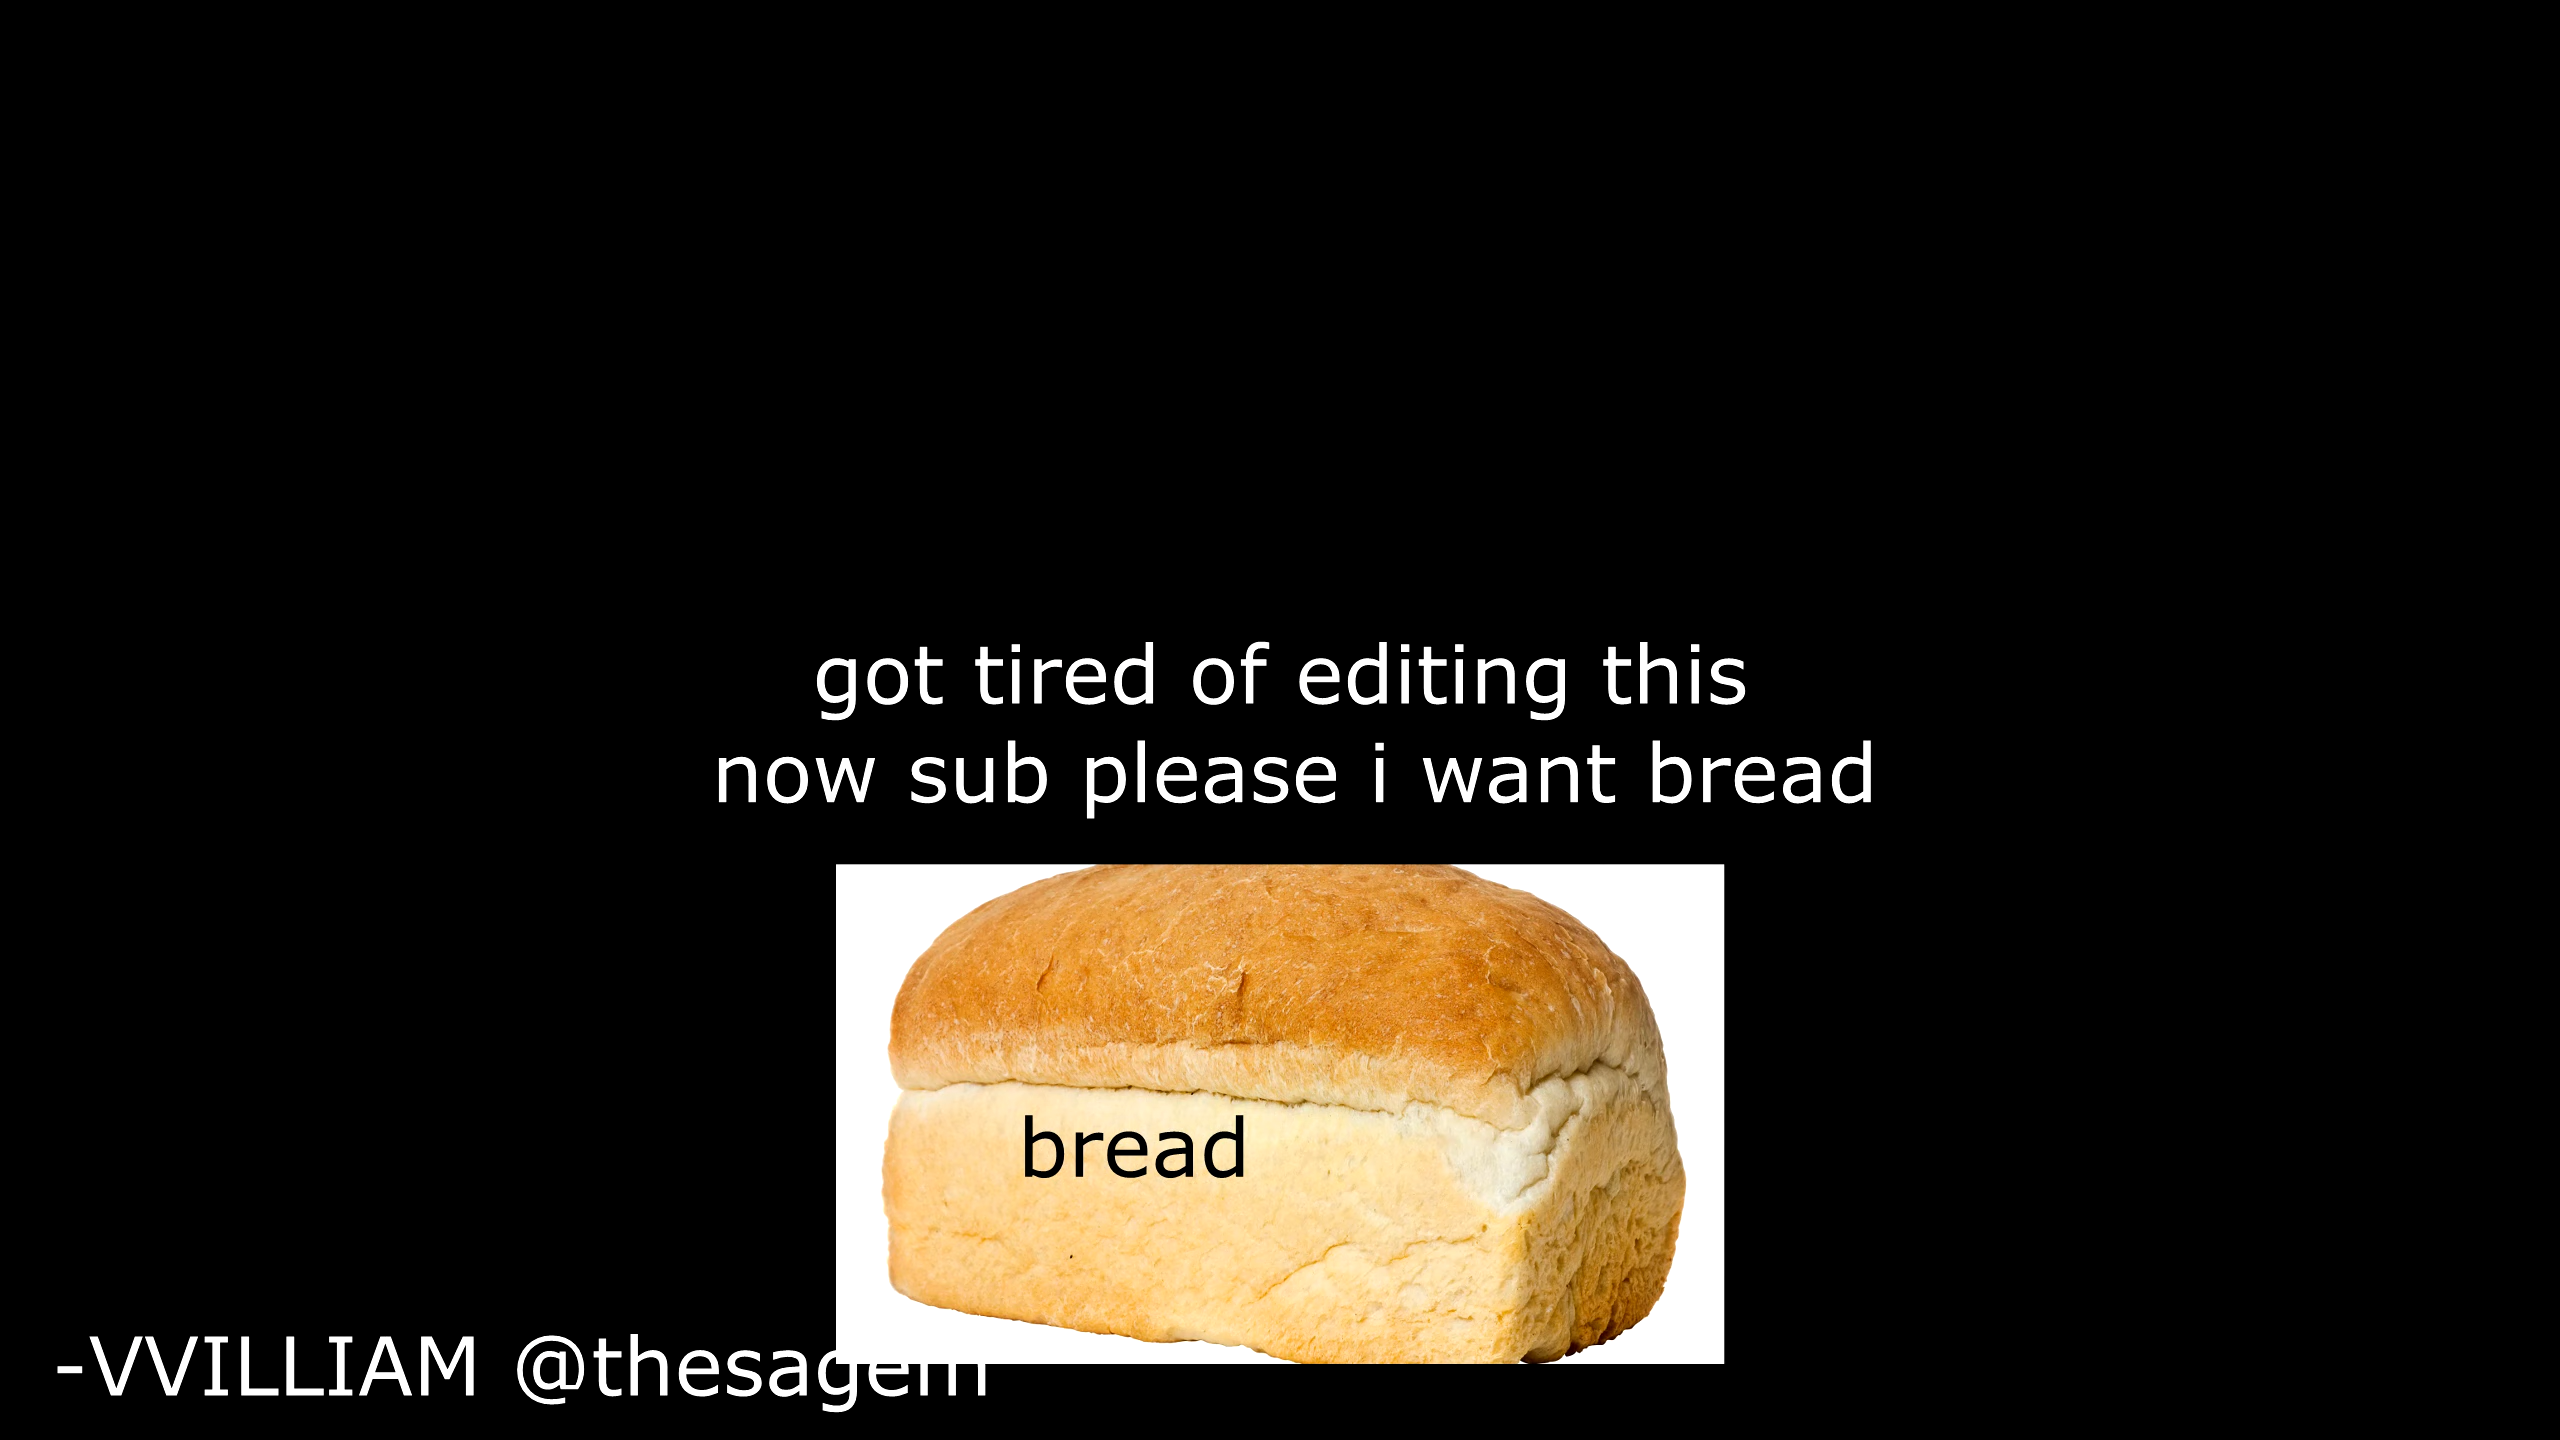 got tired of editing this
now sub please i want bread
bread
-VVILLIAM @thesagem